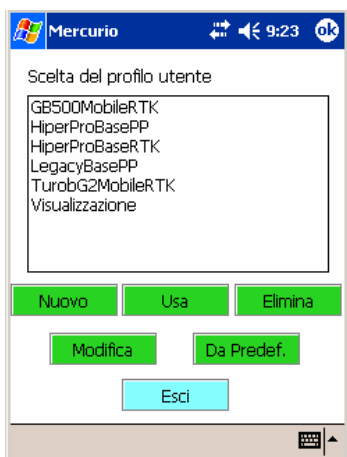 Mercurio 9:23 ok
Scelta del profilo utente
GB500MobileRTK
HiperProBasePP
HiperProBaseRTK
LegacyBasePP
TurobG2MobileRTK
Visualizzazione
Nuovo Usa Elimina
Modifica Da Predef.
Esci